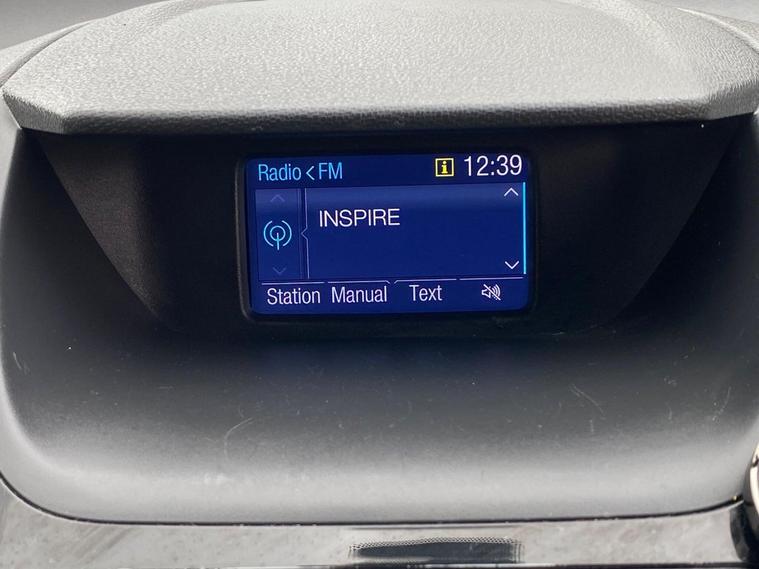 Radio < FM i 12:39
INSPIRE
Station Manual Text